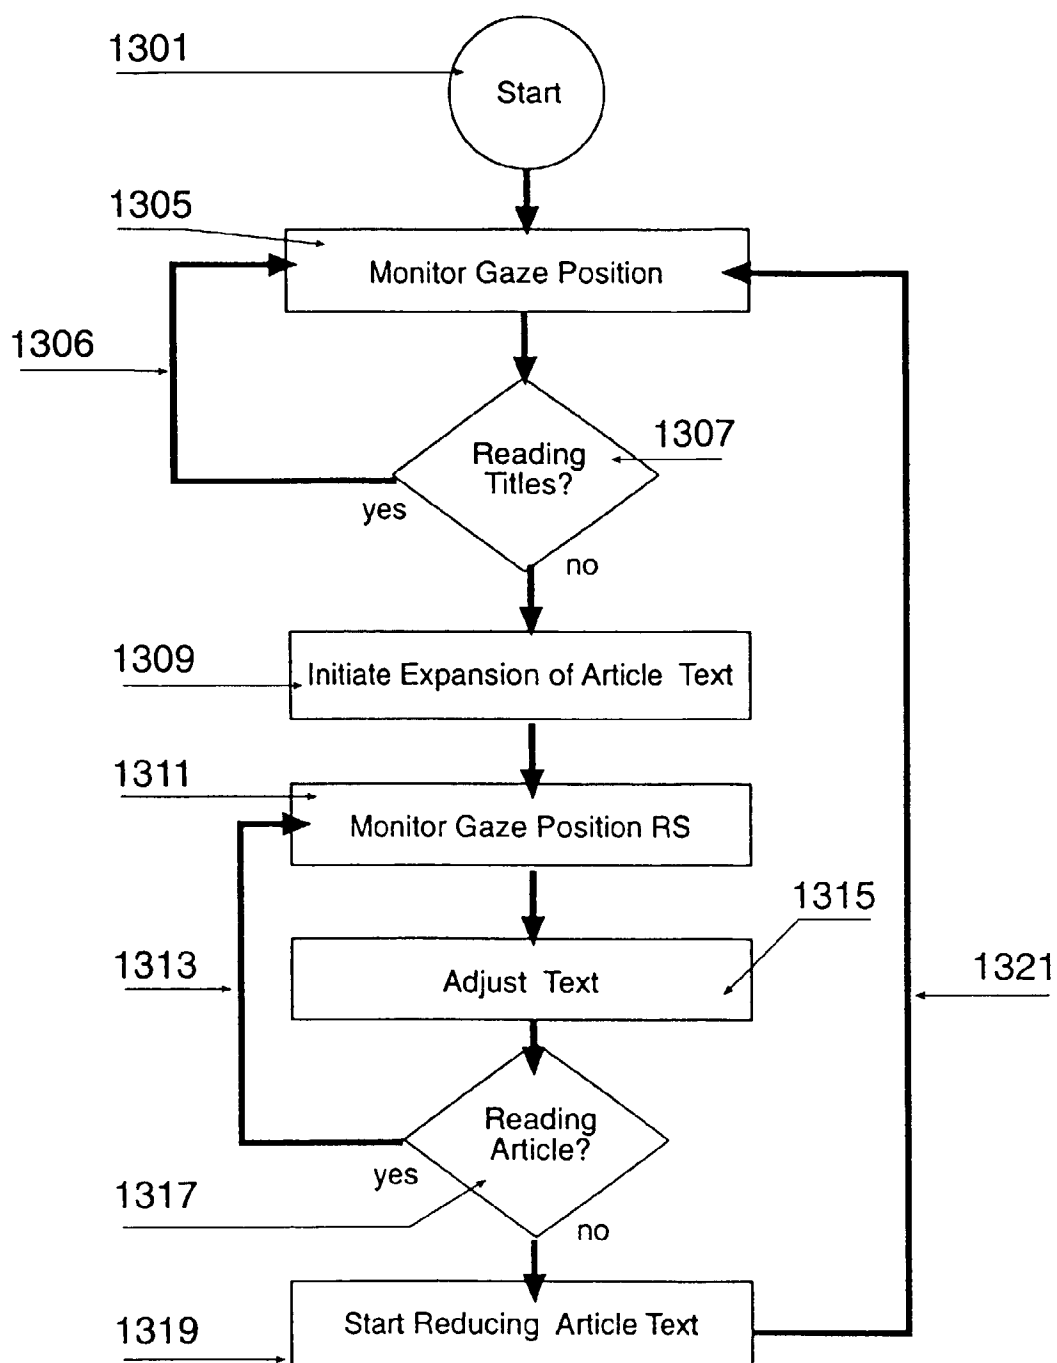 1301
Start
1305
Monitor Gaze Position
1306
1307
Reading
Titles?
yes
no
1309
Initiate Expansion of Article Text
1311
Monitor Gaze Position RS
1315
1313
Adjust Text
1321
Reading
Article?
yes
1317
no
1319
Start Reducing Article Text